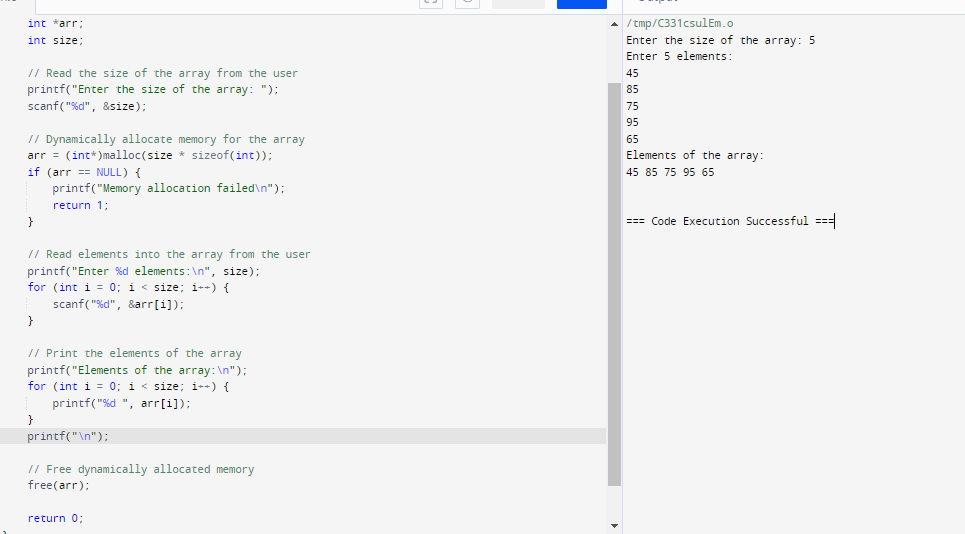 int *arr;
int size;
// Read the size of the array from the user
printf("Enter the size of the array: ");
scanf("%d", &size);
// Dynamically allocate memory for the array
arr = (int*)malloc(size * sizeof(int));
if (arr == NULL) {
printf("Memory allocation failed\n");
return 1;
}
// Read elements into the array from the user
printf("Enter %d elements:\n", size);
for (int i = 0; i < size; i++) {
scanf("%d", &arr[i]);
}
// Print the elements of the array
printf("Elements of the array:\n");
for (int i = 0; i < size; i++) {
printf("%d ", arr[i]);
}
printf("\n");
// Free dynamically allocated memory
free(arr);
return 0;
/tmp/C331csulEm.o
Enter the size of the array: 5
Enter 5 elements:
45
85
75
95
65
Elements of the array:
45 85 75 95 65
=== Code Execution Successful ===